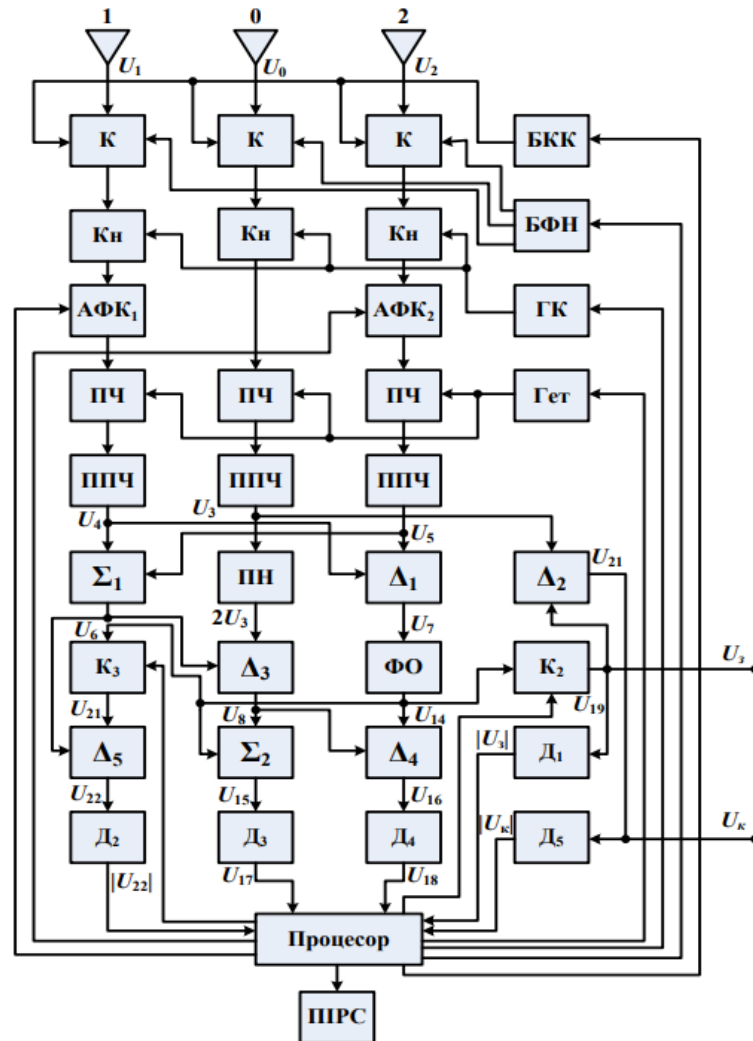 1 0 2
U₁ U₀ U₂
К К К БКК
Кн Кн Кн БФН
АФК₁ АФК₂ ГК
ПЧ ПЧ ПЧ Гет
ППЧ ППЧ ППЧ
U₄ U₃ U₅
Σ₁ ПН Δ₁ Δ₂ U₂₁
U₆ 2U₃ U₇
К₃ Δ₃ ФО К₂ Uз
U₂₁ U₈ U₁₄ U₁₉
Δ₅ Σ₂ Δ₄ |Uз| Д₁
U₂₂ U₁₅ U₁₆
Д₂ Д₃ Д₄ |Uк| Д₅ Uк
|U₂₂| U₁₇ U₁₈
Процесор
ПІРС